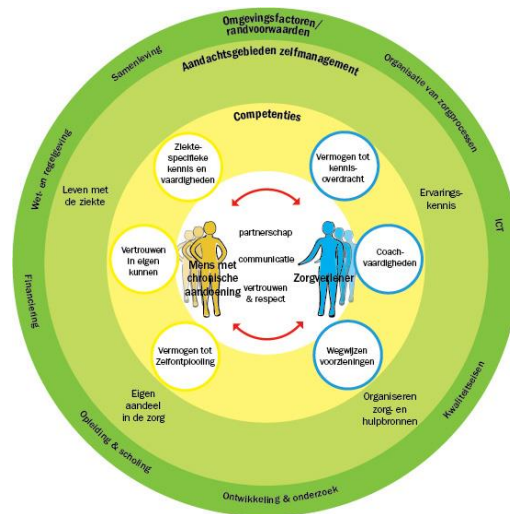 Omgevingsfactoren/
randvoorwaarden
Aandachtsgebieden zelfmanagement
Samenleving
Organisatie van zorgprocessen
Wet- en regelgeving
ICT
Financiering
Kwaliteitseisen
Opleiding & scholing
Ontwikkeling & onderzoek
Competenties
Leven met
de ziekte
Ervarings-
kennis
Eigen
aandeel
in de zorg
Organiseren
zorg- en
hulpbronnen
Ziekte-
specifieke
kennis en
vaardigheden
Vermogen tot
kennis-
overdracht
Vertrouwen
in eigen
kunnen
Coach-
vaardigheden
Vermogen tot
Zelfontplooiing
Wegwijzen
voorzieningen
partnerschap
communicatie
vertrouwen
& respect
Mens met
chronische
aandoening
Zorgverlener